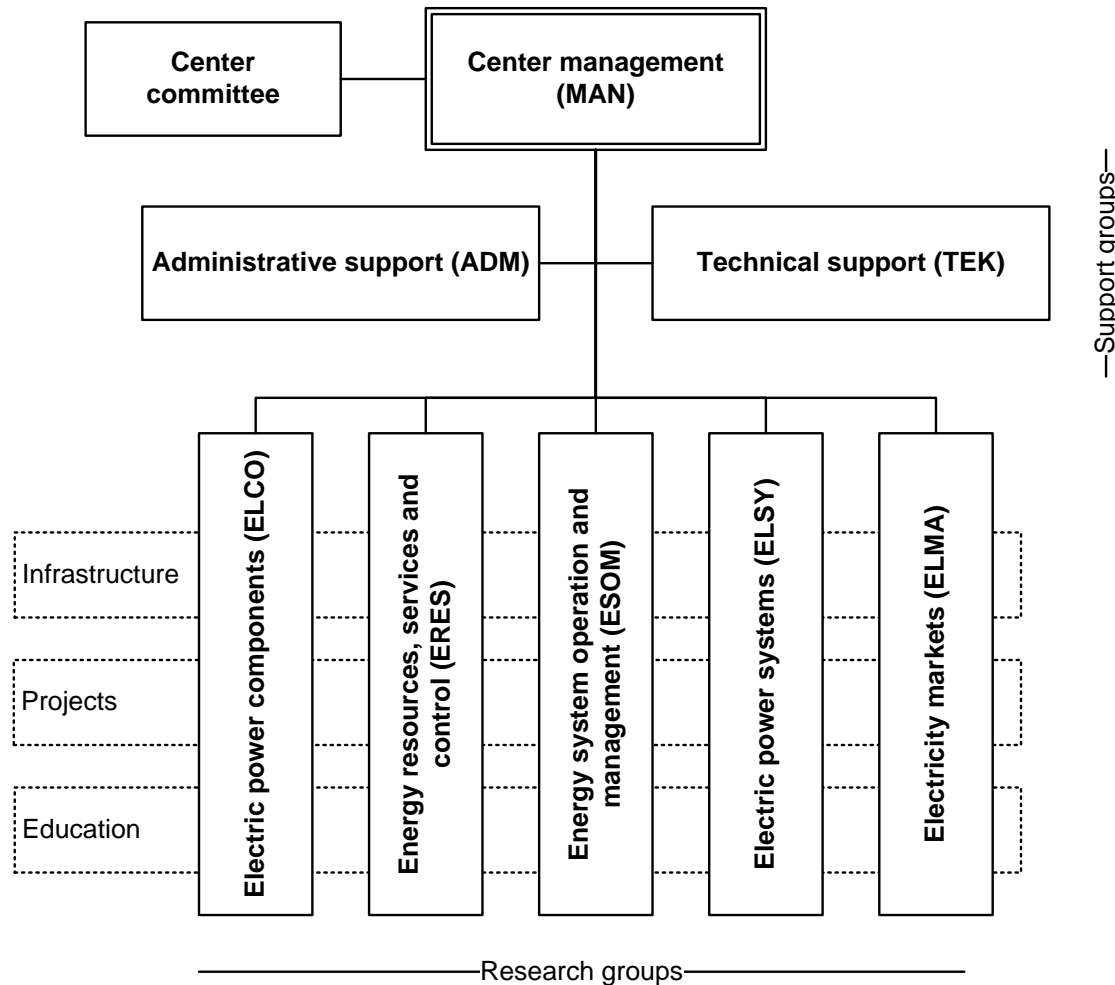 Center
committee
Center management
(MAN)
Support groups
Administrative support (ADM)
Technical support (TEK)
Electric power components (ELCO)
Energy resources, services and
control (ERES)
Energy system operation and
management (ESOM)
Electric power systems (ELSY)
Electricity markets (ELMA)
Infrastructure
Projects
Education
Research groups